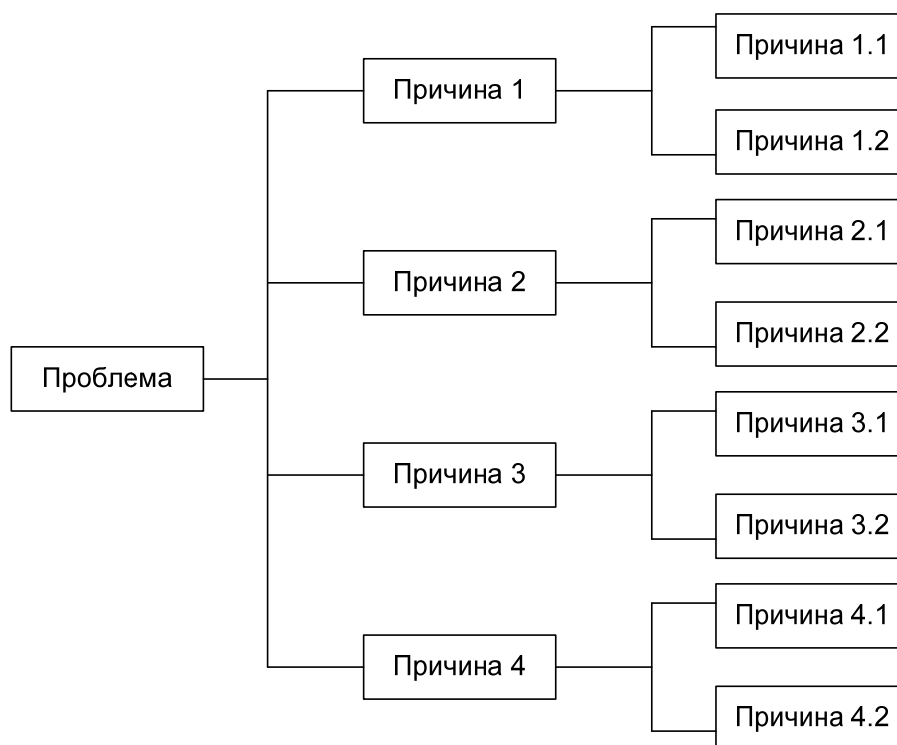 Проблема
Причина 1
Причина 1.1
Причина 1.2
Причина 2
Причина 2.1
Причина 2.2
Причина 3
Причина 3.1
Причина 3.2
Причина 4
Причина 4.1
Причина 4.2